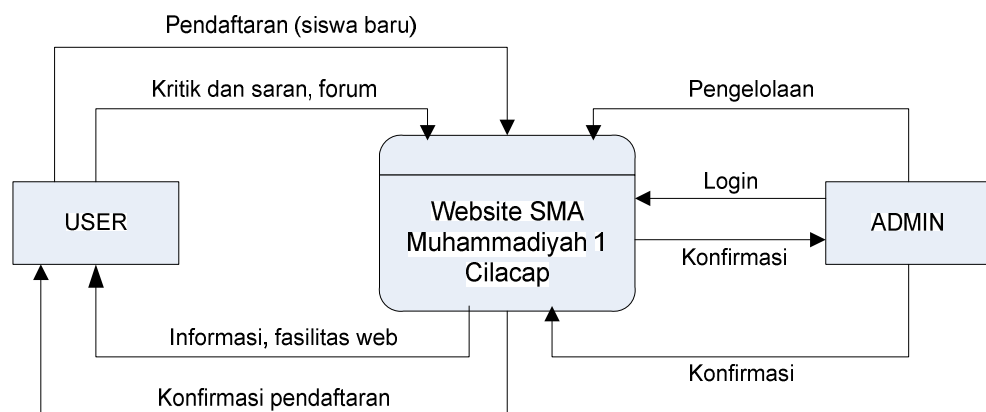 Pendaftaran (siswa baru)
Kritik dan saran, forum
Pengelolaan
Login
USER
Website SMA
Muhammadiyah 1
Cilacap
ADMIN
Konfirmasi
Informasi, fasilitas web
Konfirmasi
Konfirmasi pendaftaran